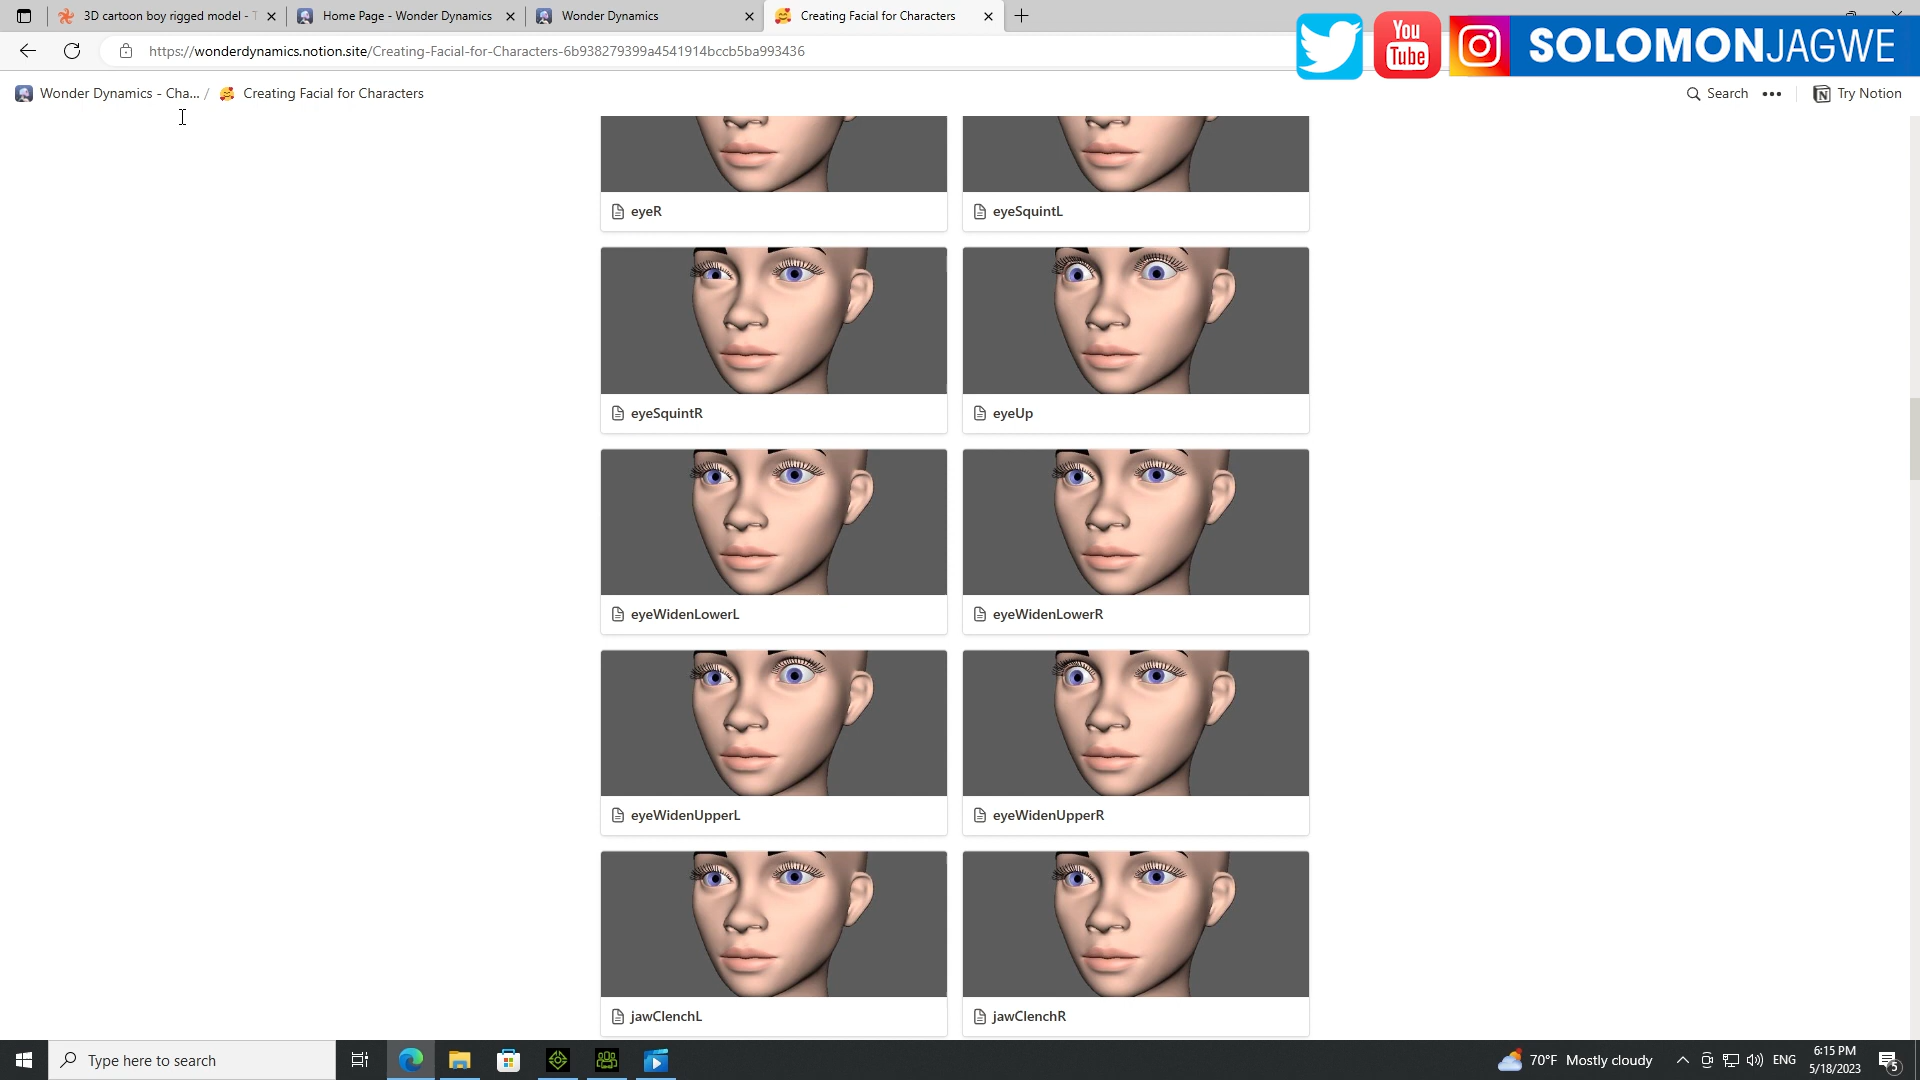 3D cartoon boy rigged model - T
Home Page - Wonder Dynamics
Wonder Dynamics
Creating Facial for Characters
https://wonderdynamics.notion.site/Creating-Facial-for-Characters-6b938279399a4541914bccb5ba993436
You
Tube
SOLOMONJAGWE
Wonder Dynamics - Cha... / Creating Facial for Characters
Search
Try Notion
eyeR
eyeSquintL
eyeSquintR
eyeUp
eyeWidenLowerL
eyeWidenLowerR
eyeWidenUpperL
eyeWidenUpperR
jawClenchL
jawClenchR
Type here to search
70°F Mostly cloudy
ENG
6:15 PM
5/18/2023
5